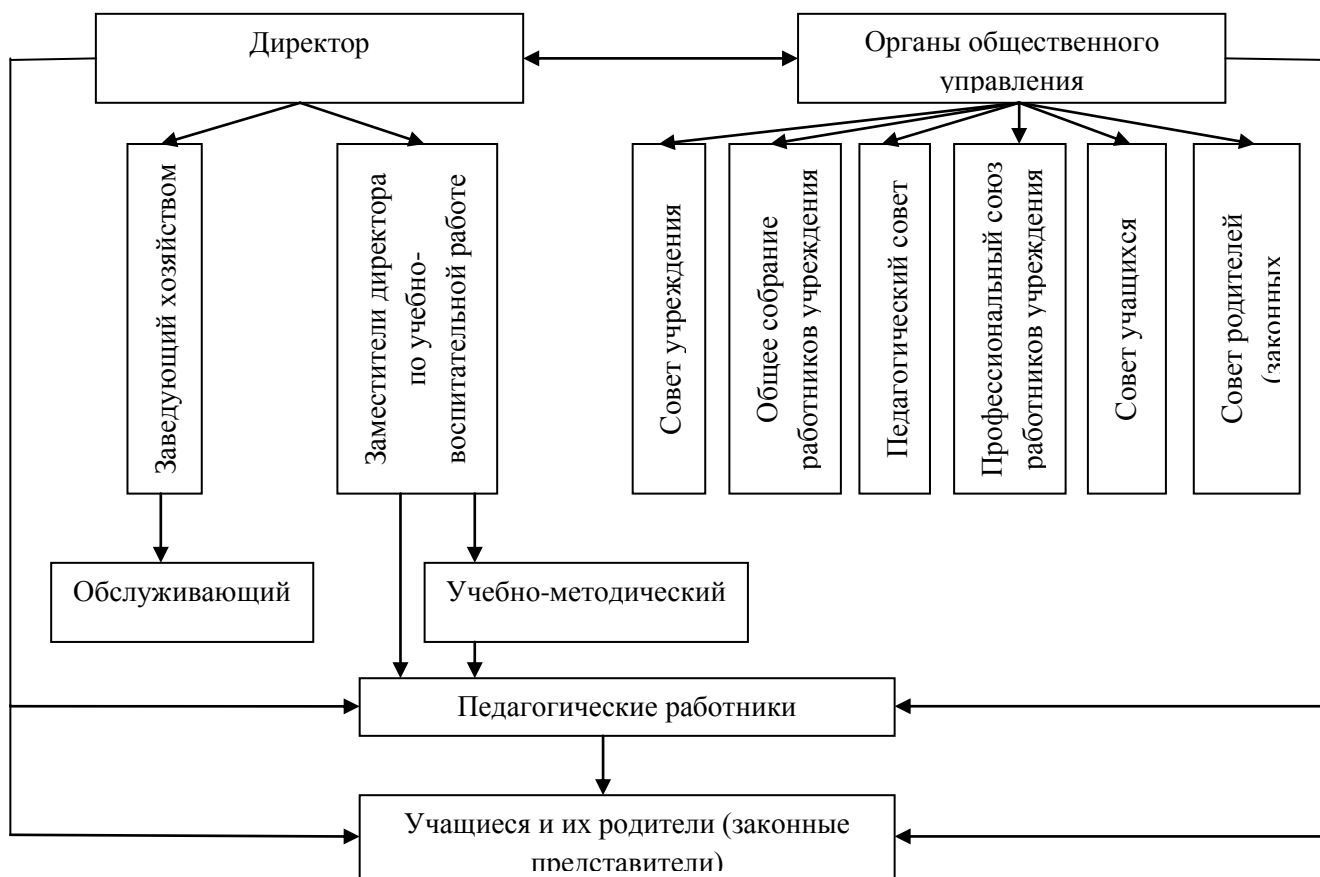 Директор
Органы общественного
управления
Заведующий хозяйством
Заместители директора
по учебно-
воспитательной работе
Совет учреждения
Общее собрание
работников учреждения
Педагогический совет
Профессиональный союз
работников учреждения
Совет учащихся
Совет родителей
(законных
Обслуживающий
Учебно-методический
Педагогические работники
Учащиеся и их родители (законные
представители)